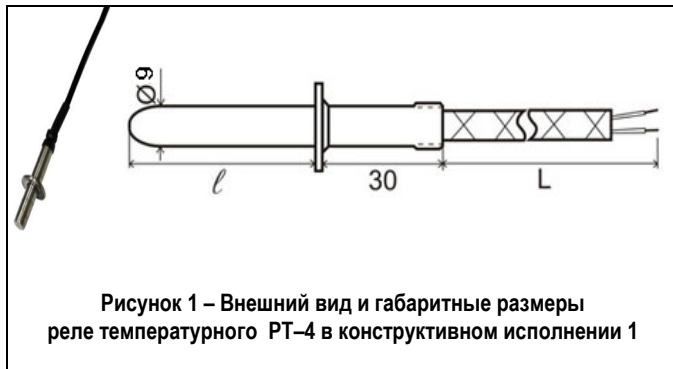 Ø9
ℓ
30
L
Рисунок 1 – Внешний вид и габаритные размеры
реле температурного РТ–4 в конструктивном исполнении 1